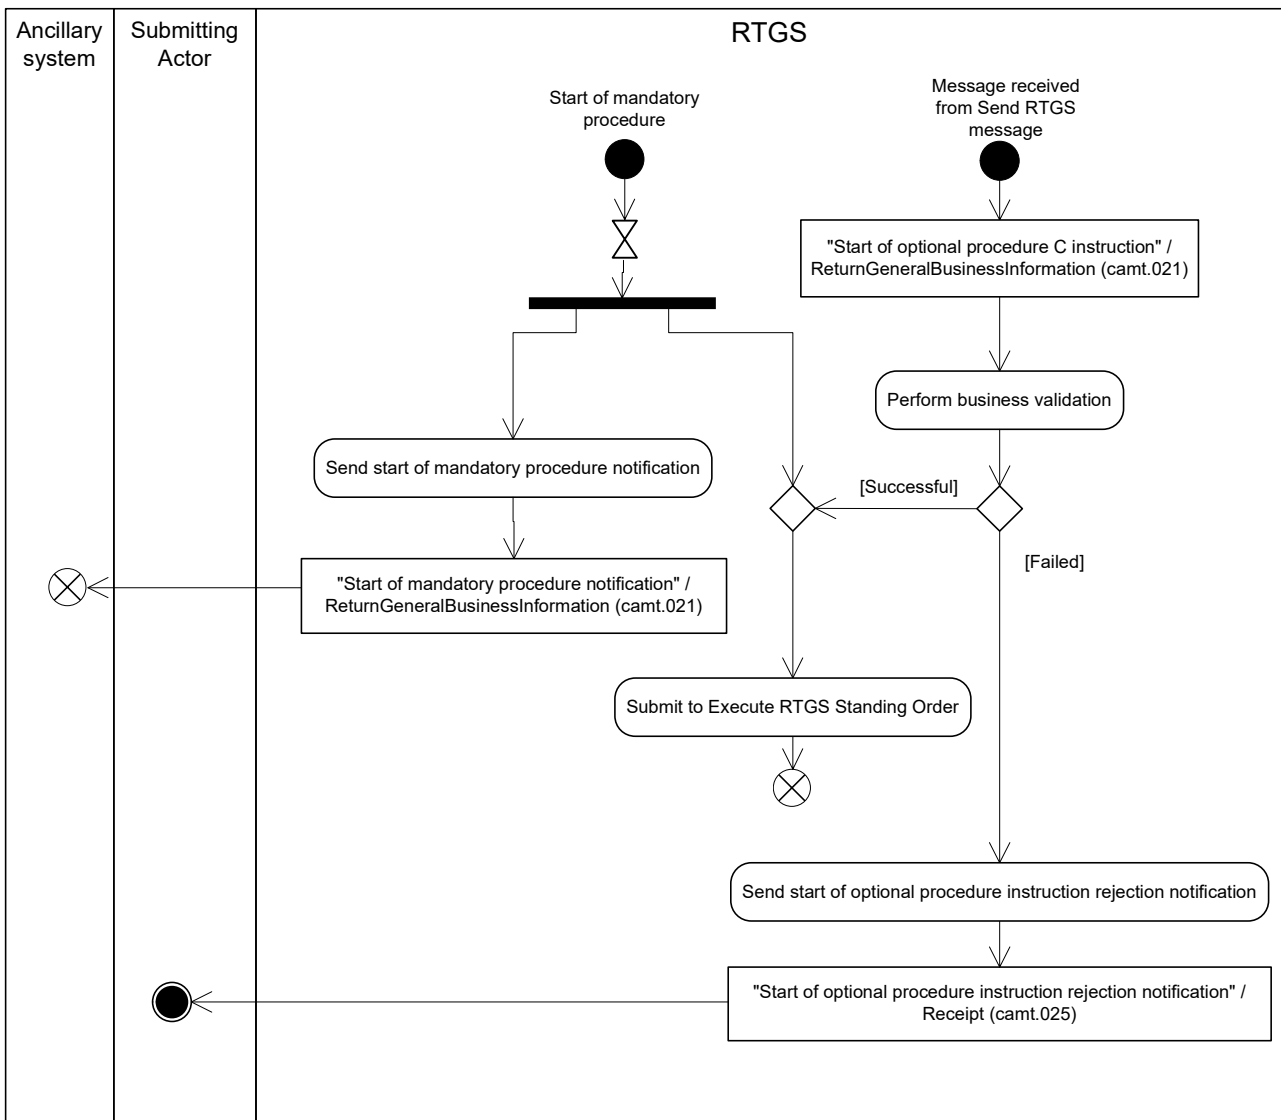 Ancillary
system
Submitting
Actor
RTGS
Start of mandatory
procedure
Message received
from Send RTGS
message
"Start of optional procedure C instruction" /
ReturnGeneralBusinessInformation (camt.021)
Perform business validation
Send start of mandatory procedure notification
[Successful]
[Failed]
"Start of mandatory procedure notification" /
ReturnGeneralBusinessInformation (camt.021)
Submit to Execute RTGS Standing Order
Send start of optional procedure instruction rejection notification
"Start of optional procedure instruction rejection notification" /
Receipt (camt.025)